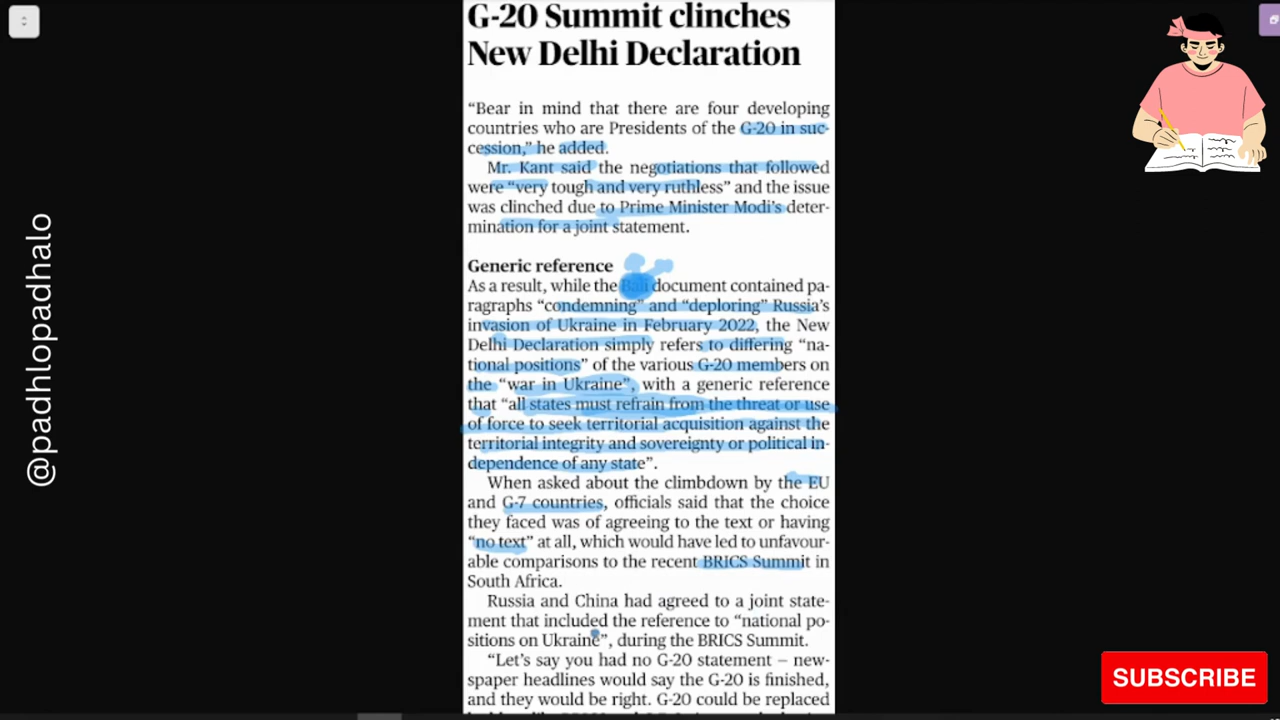 G-20 Summit clinches
New Delhi Declaration
“Bear in mind that there are four developing
countries who are Presidents of the G-20 in suc-
cession,” he added.
Mr. Kant said the negotiations that followed
were “very tough and very ruthless” and the issue
was clinched due to Prime Minister Modi’s deter-
mination for a joint statement.
Generic reference
As a result, while the Bali document contained pa-
ragraphs “condemning” and “deploring” Russia’s
invasion of Ukraine in February 2022, the New
Delhi Declaration simply refers to differing “na-
tional positions” of the various G-20 members on
the “war in Ukraine”, with a generic reference
that “all states must refrain from the threat or use
of force to seek territorial acquisition against the
territorial integrity and sovereignty or political in-
dependence of any state”.
When asked about the climbdown by the EU
and G-7 countries, officials said that the choice
they faced was of agreeing to the text or having
“no text” at all, which would have led to unfavour-
able comparisons to the recent BRICS Summit in
South Africa.
Russia and China had agreed to a joint state-
ment that included the reference to “national po-
sitions on Ukraine”, during the BRICS Summit.
“Let’s say you had no G-20 statement – new-
spaper headlines would say the G-20 is finished,
and they would be right. G-20 could be replaced
@padhlopadhalo
SUBSCRIBE